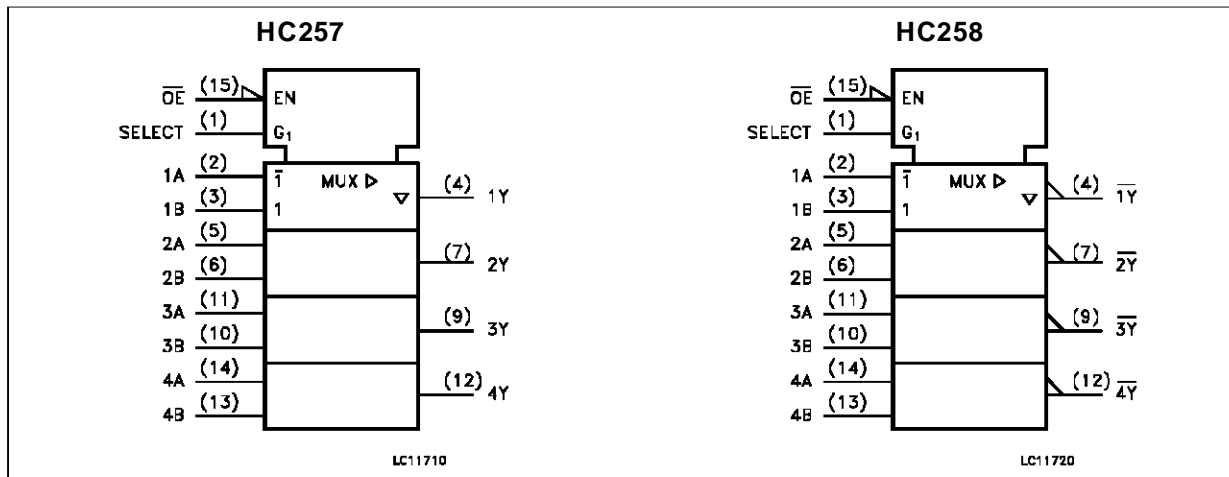 HC257
OE (15) EN
SELECT (1) G1
1A (2) 1 MUX
1B (3) 1
(4) 1Y
2A (5)
2B (6)
(7) 2Y
3A (11)
3B (10)
(9) 3Y
4A (14)
4B (13)
(12) 4Y
LC11710
HC258
OE (15) EN
SELECT (1) G1
1A (2) 1 MUX
1B (3) 1
(4) 1Y
2A (5)
2B (6)
(7) 2Y
3A (11)
3B (10)
(9) 3Y
4A (14)
4B (13)
(12) 4Y
LC11720